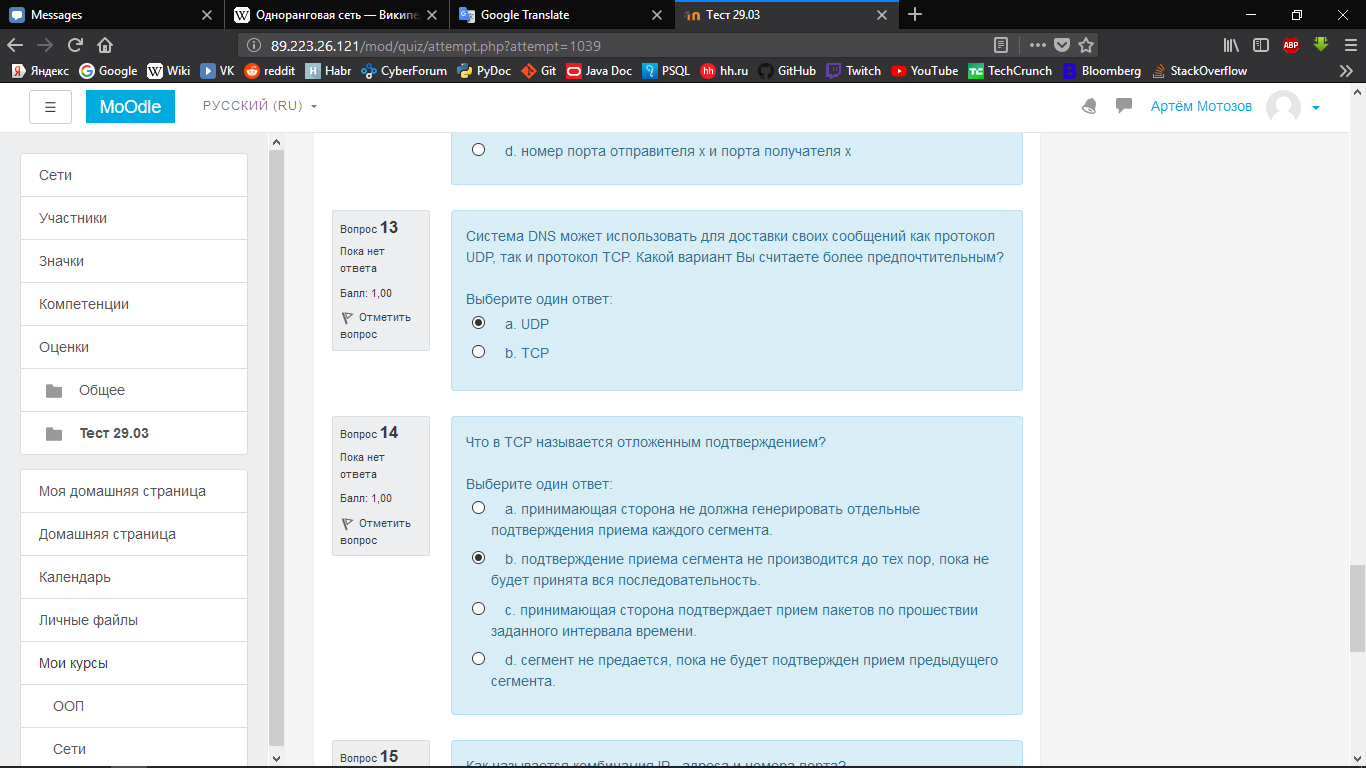 Messages
Одноранговая сеть — Википе
Google Translate
Тест 29.03
89.223.26.121/mod/quiz/attempt.php?attempt=1039
Яндекс Google Wiki VK reddit Habr CyberForum PyDoc Git Java Doc PSQL hh.ru GitHub Twitch YouTube TechCrunch Bloomberg StackOverflow
MoOdle
РУССКИЙ (RU)
Артём Мотозов
Сети
Участники
Значки
Компетенции
Оценки
Общее
Тест 29.03
Моя домашняя страница
Домашняя страница
Календарь
Личные файлы
Мои курсы
ООП
Сети
d. номер порта отправителя x и порта получателя x
Вопрос 13
Пока нет
ответа
Балл: 1,00
Отметить
вопрос
Система DNS может использовать для доставки своих сообщений как протокол
UDP, так и протокол TCP. Какой вариант Вы считаете более предпочтительным?
Выберите один ответ:
a. UDP
b. TCP
Вопрос 14
Пока нет
ответа
Балл: 1,00
Отметить
вопрос
Что в TCP называется отложенным подтверждением?
Выберите один ответ:
a. принимающая сторона не должна генерировать отдельные
подтверждения приема каждого сегмента.
b. подтверждение приема сегмента не производится до тех пор, пока не
будет принята вся последовательность.
c. принимающая сторона подтверждает прием пакетов по прошествии
заданного интервала времени.
d. сегмент не предается, пока не будет подтвержден прием предыдущего
сегмента.
Вопрос 15
Как называется комбинация IP - адреса и номера порта?